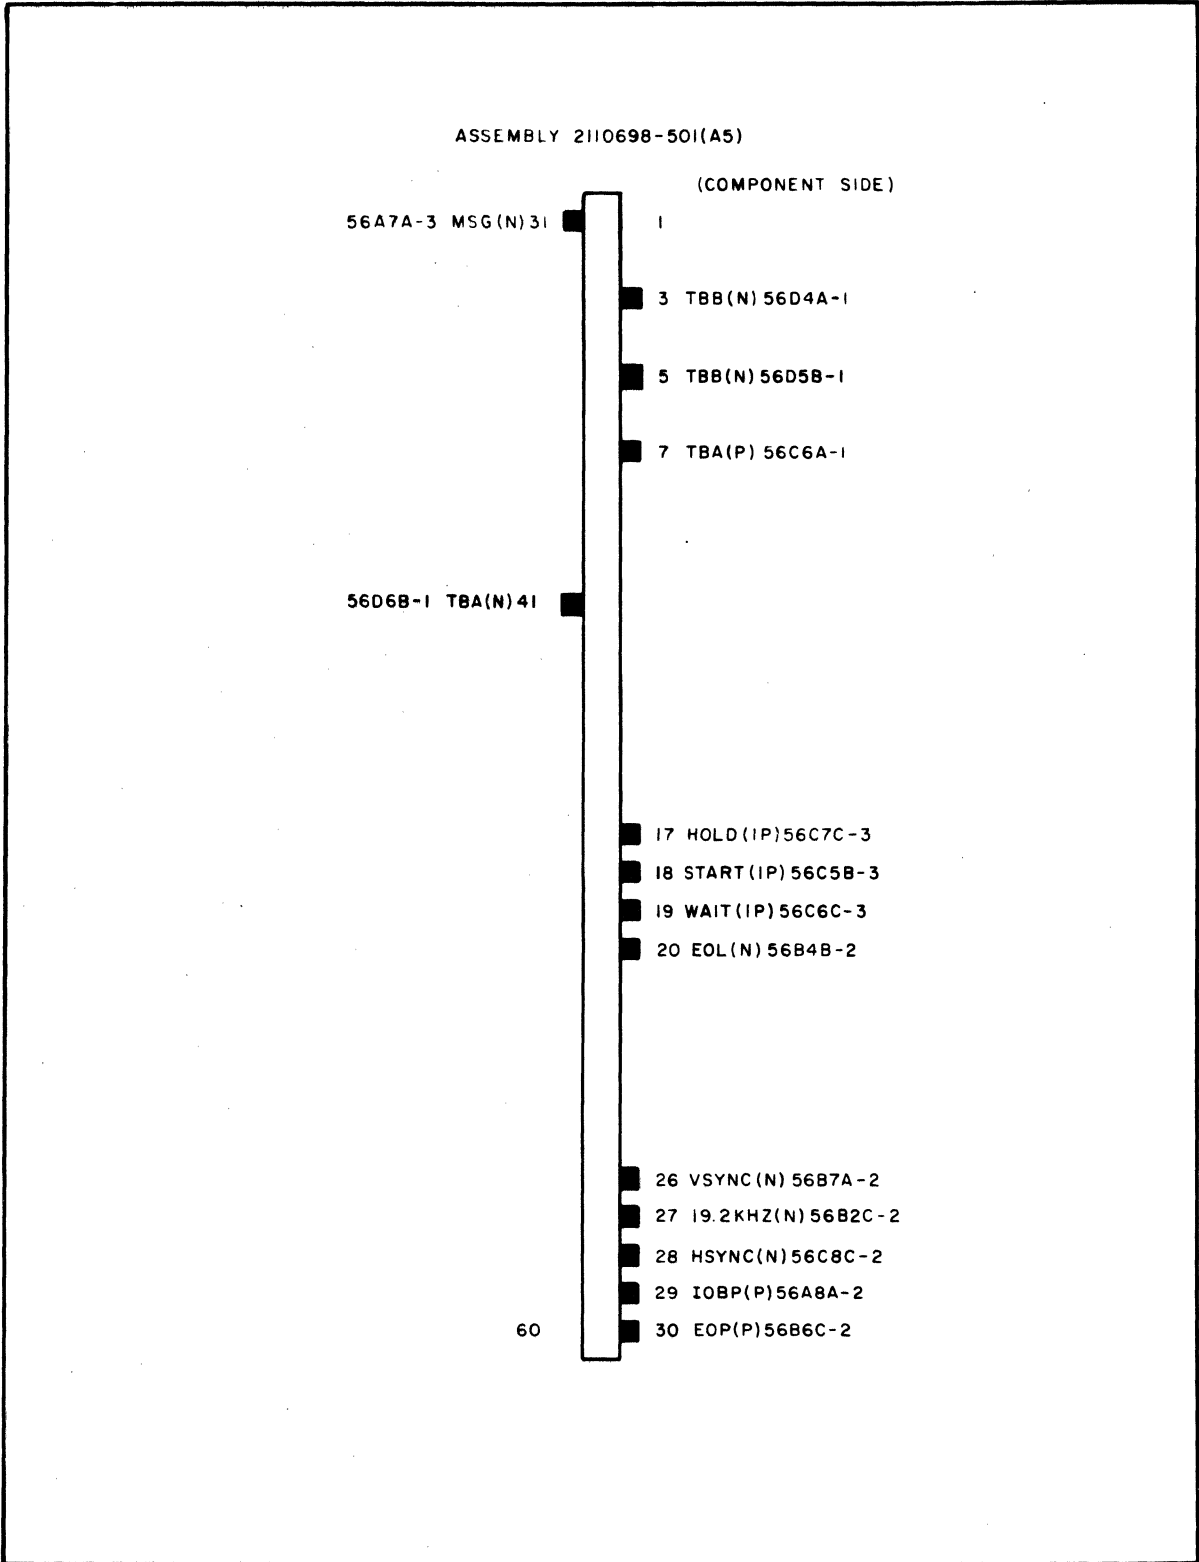 ASSEMBLY 2110698-501(A5)
(COMPONENT SIDE)
56A7A-3 MSG(N)31 1
3 TBB(N)56D4A-1
5 TBB(N)56D5B-1
7 TBA(P)56C6A-1
56D6B-1 TBA(N)41
17 HOLD(1P)56C7C-3
18 START(1P)56C5B-3
19 WAIT(1P)56C6C-3
20 EOL(N)56B4B-2
26 VSYNC(N)56B7A-2
27 19.2KHZ(N)56B2C-2
28 HSYNC(N)56C8C-2
29 IOBP(P)56A8A-2
60 30 EOP(P)56B6C-2